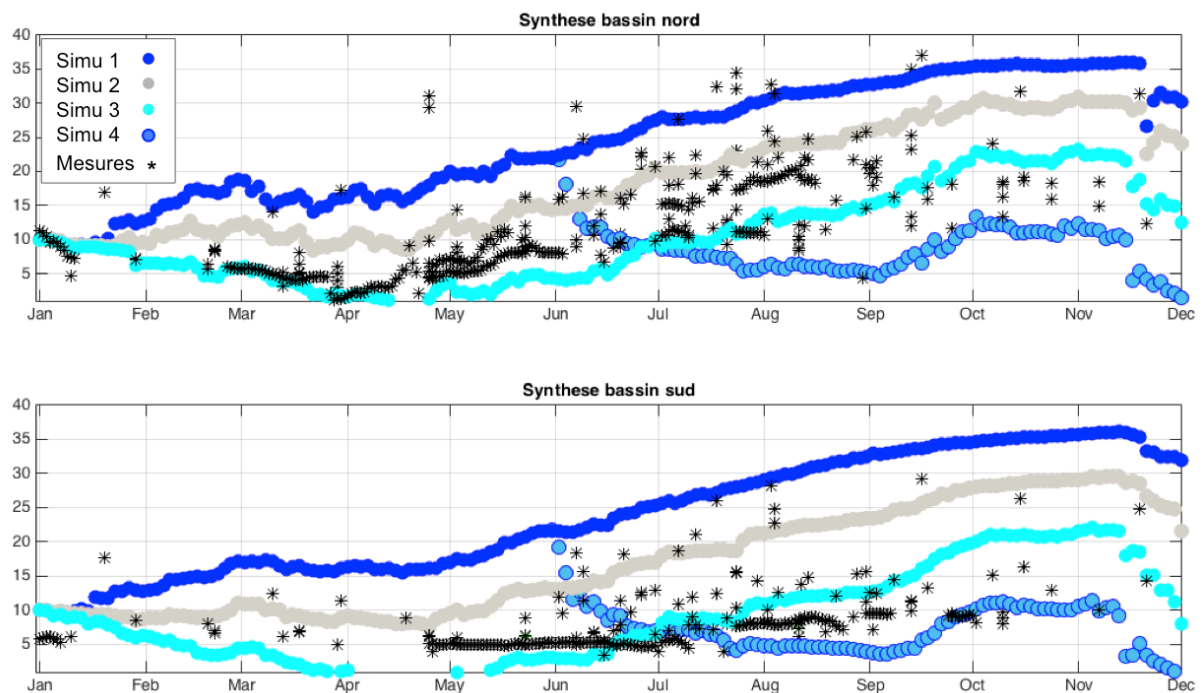 Synthese bassin nord
40
35
30
25
20
15
10
5
Simu 1
Simu 2
Simu 3
Simu 4
Mesures *
Jan Feb Mar Apr May Jun Jul Aug Sep Oct Nov Dec
Synthese bassin sud
40
35
30
25
20
15
10
5
Jan Feb Mar Apr May Jun Jul Aug Sep Oct Nov Dec